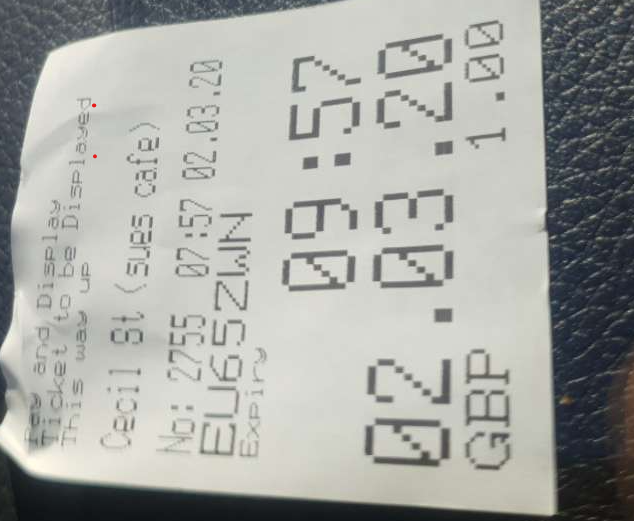 Pay and Display
Ticket to be Displayed
This way up
Cecil St (sues cafe)
No: 2755 07:57 02.03.20
EU65ZWN
Expiry
09:57
02.03.20
GBP 1.00